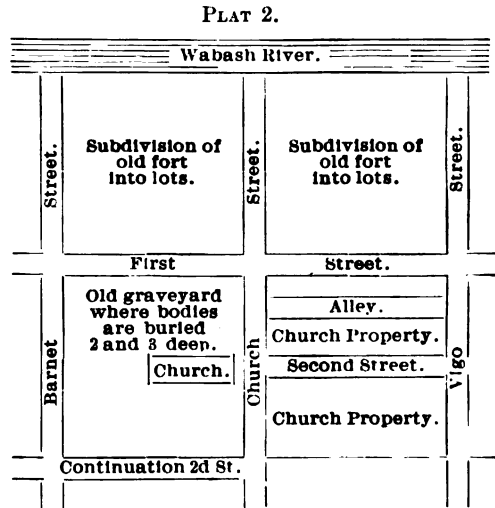 PLAT 2.
Wabash River.
Street.
Subdivision of
old fort
into lots.
Street.
Subdivision of
old fort
into lots.
Street.
First Street.
Barnet
Old graveyard
where bodies
are buried
2 and 3 deep.
Church.
Church
Alley.
Church Property.
Second Street.
Church Property.
Vigo
Continuation 2d St.